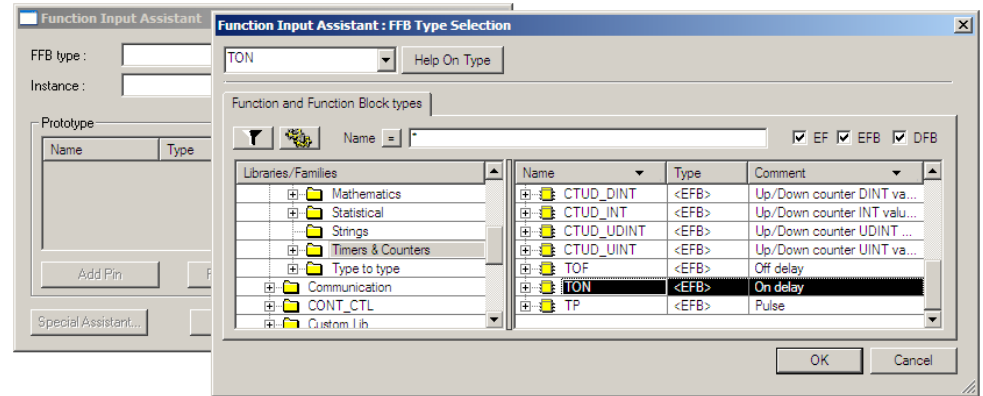 Function Input Assistant
FFB type :
Instance :
Prototype
Name Type
Add Pin
Special Assistant...
Function Input Assistant : FFB Type Selection
TON Help On Type
Function and Function Block types
Name = * EF EFB DFB
Libraries/Families
Mathematics
Statistical
Strings
Timers & Counters
Type to type
Communication
CONT_CTL
Custom Lib
Name Type Comment
CTUD_DINT <EFB> Up/Down counter DINT va...
CTUD_INT <EFB> Up/Down counter INT valu...
CTUD_UDINT <EFB> Up/Down counter UDINT ...
CTUD_UINT <EFB> Up/Down counter UINT va...
TOF <EFB> Off delay
TON <EFB> On delay
TP <EFB> Pulse
OK Cancel